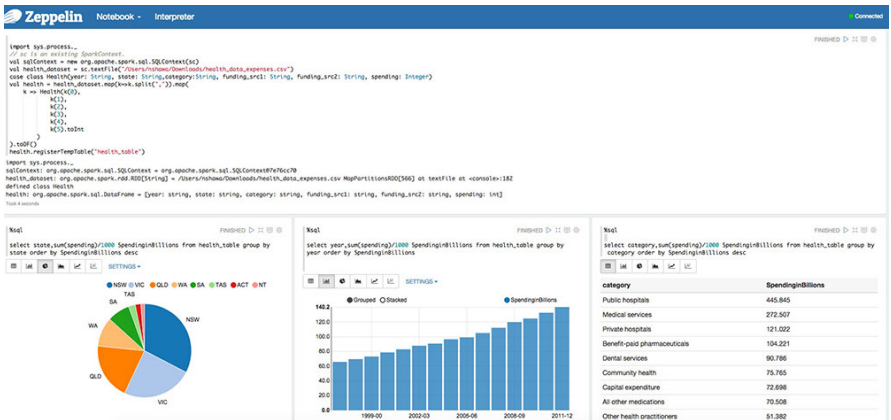 Zeppelin Notebook Interpreter Connected
FINISHED
import sys.process._
// sc is an existing SparkContext.
val sqlContext = new org.apache.spark.sql.SQLContext(sc)
val health_dataset = sc.textFile("/Users/nshawa/Downloads/health_data_expenses.csv")
case class Health(year: String, state: String,category:String, funding_src1: String, funding_src2: String, spending: Integer)
val health = health_dataset.map(k=>k.split(",")).map(
k => Health(k(0),
k(1),
k(2),
k(3),
k(4),
k(5).toInt
)
).toDF()
health.registerTempTable("health_table")
import sys.process._
sqlContext: org.apache.spark.sql.SQLContext = org.apache.spark.sql.SQLContext@7e76cc70
health_dataset: org.apache.spark.rdd.RDD[String] = /Users/nshawa/Downloads/health_data_expenses.csv MapPartitionsRDD[566] at textFile at <console>:182
defined class Health
health: org.apache.spark.sql.DataFrame = [year: string, state: string, category: string, funding_src1: string, funding_src2: string, spending: int]
Took 4 seconds
%sql FINISHED
select state,sum(spending)/1000 SpendinginBillions from health_table group by
state order by SpendinginBillions desc
SETTINGS
NSW VIC QLD WA SA TAS ACT NT
TAS
SA
WA
NSW
QLD
VIC
%sql FINISHED
select year,sum(spending)/1000 SpendinginBillions from health_table group by
year order by SpendinginBillions
SETTINGS
Grouped Stacked SpendinginBillions
140.2
120.0
100.0
80.0
60.0
40.0
20.0
0.0
1999-00 2002-03 2005-06 2008-09 2011-12
%sql FINISHED
select category,sum(spending)/1000 SpendinginBillions from health_table group by
category order by SpendinginBillions desc
category SpendinginBillions
Public hospitals 445.845
Medical services 272.507
Private hospitals 121.022
Benefit-paid pharmaceuticals 104.221
Dental services 90.786
Community health 75.765
Capital expenditure 72.698
All other medications 70.508
Other health practitioners 51.382